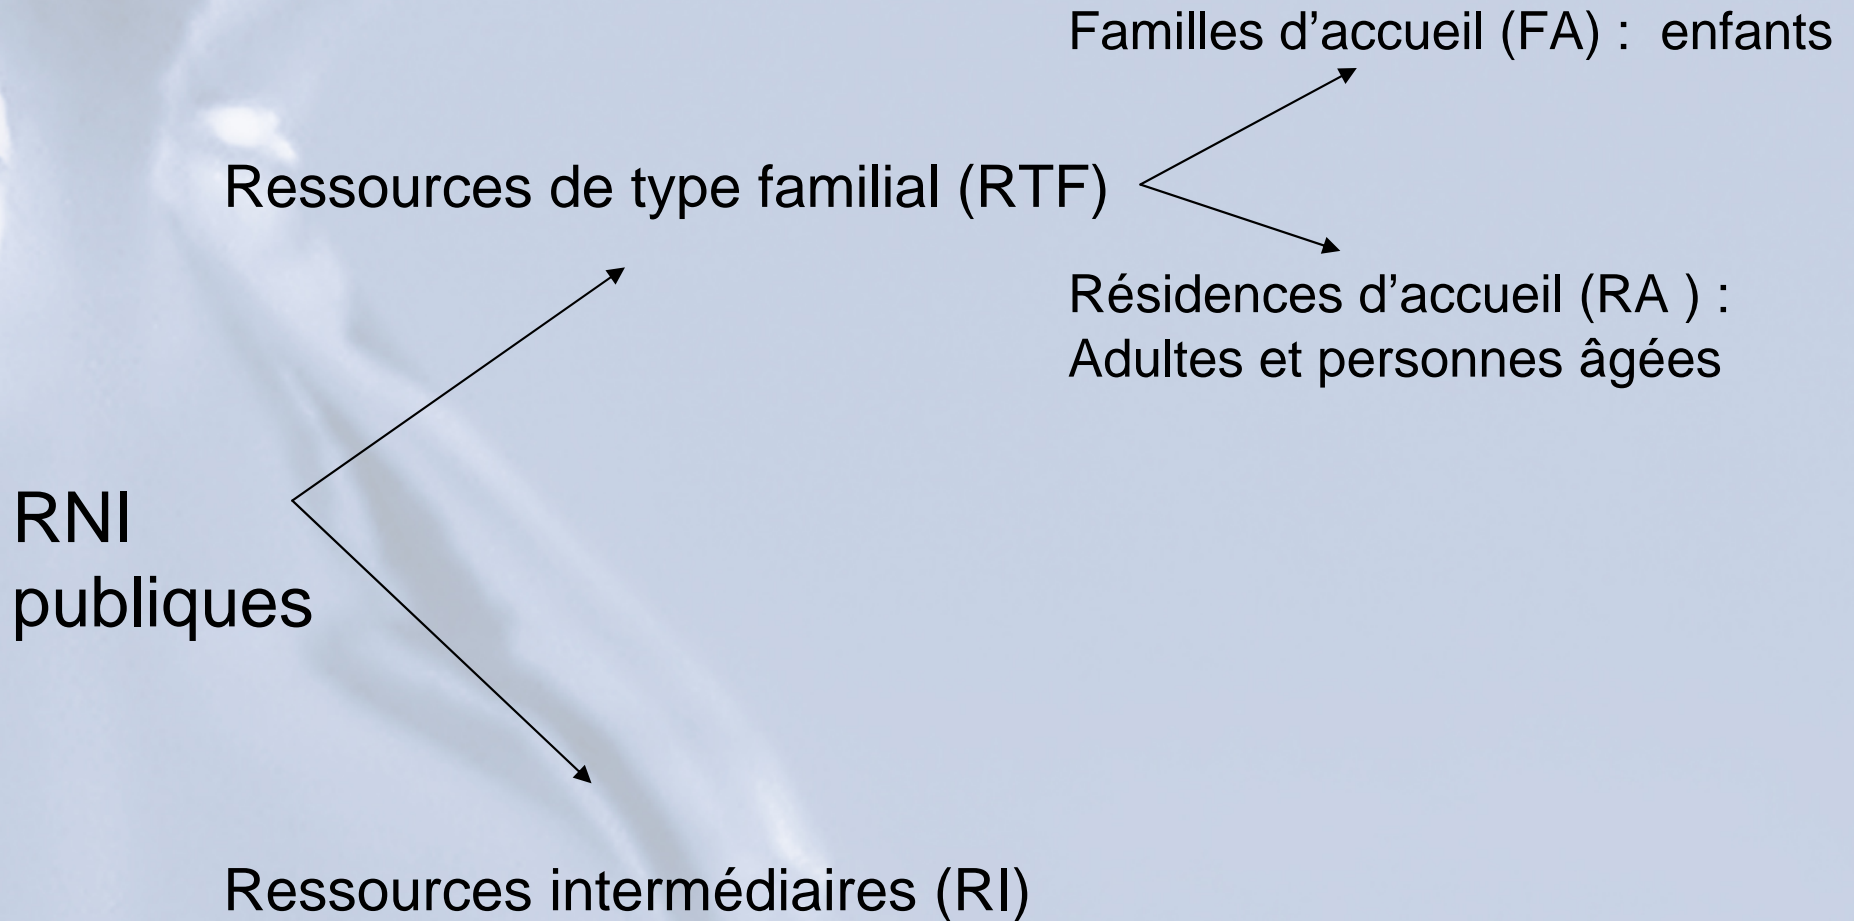 Familles d’accueil (FA) :  enfants
Ressources de type familial (RTF)
Résidences d’accueil (RA ) :
Adultes et personnes âgées
RNI
publiques
Ressources intermédiaires (RI)